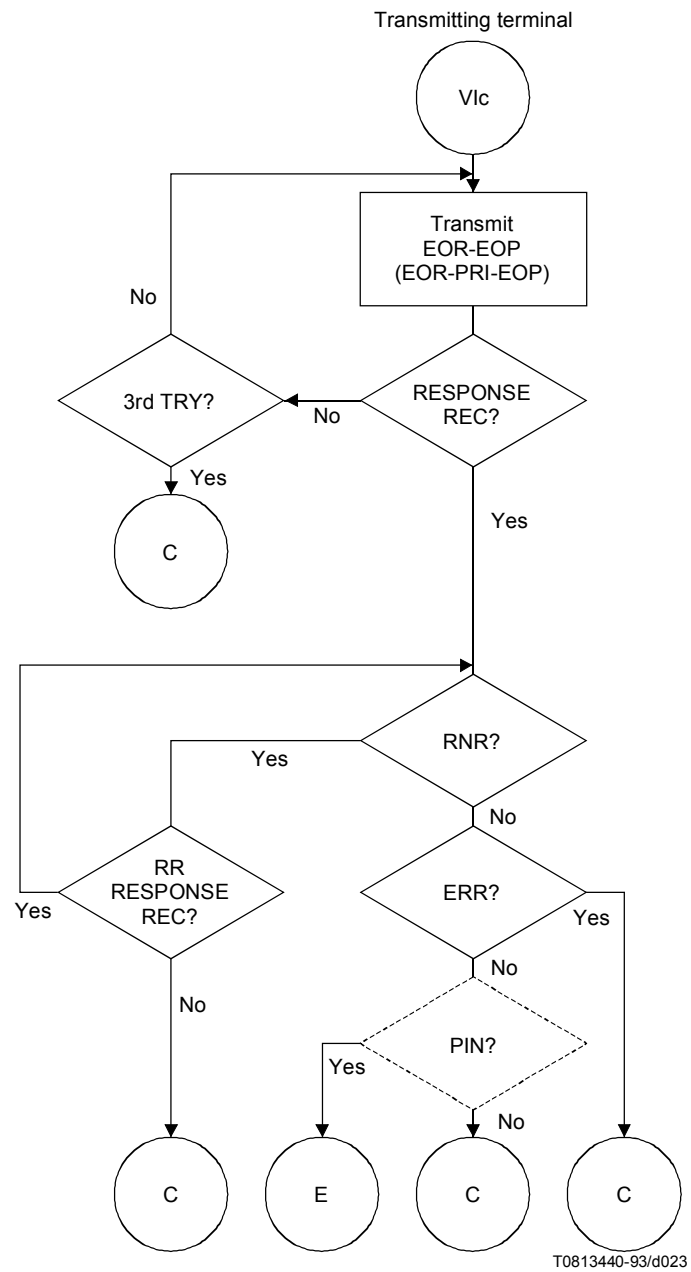 Transmitting terminal
VIc
Transmit
EOR-EOP
(EOR-PRI-EOP)
No
3rd TRY?
No
RESPONSE
REC?
Yes
C
Yes
RNR?
Yes
No
RR
RESPONSE
REC?
ERR?
Yes
Yes
No
No
PIN?
Yes
No
C
E
C
C
T0813440-93/d023